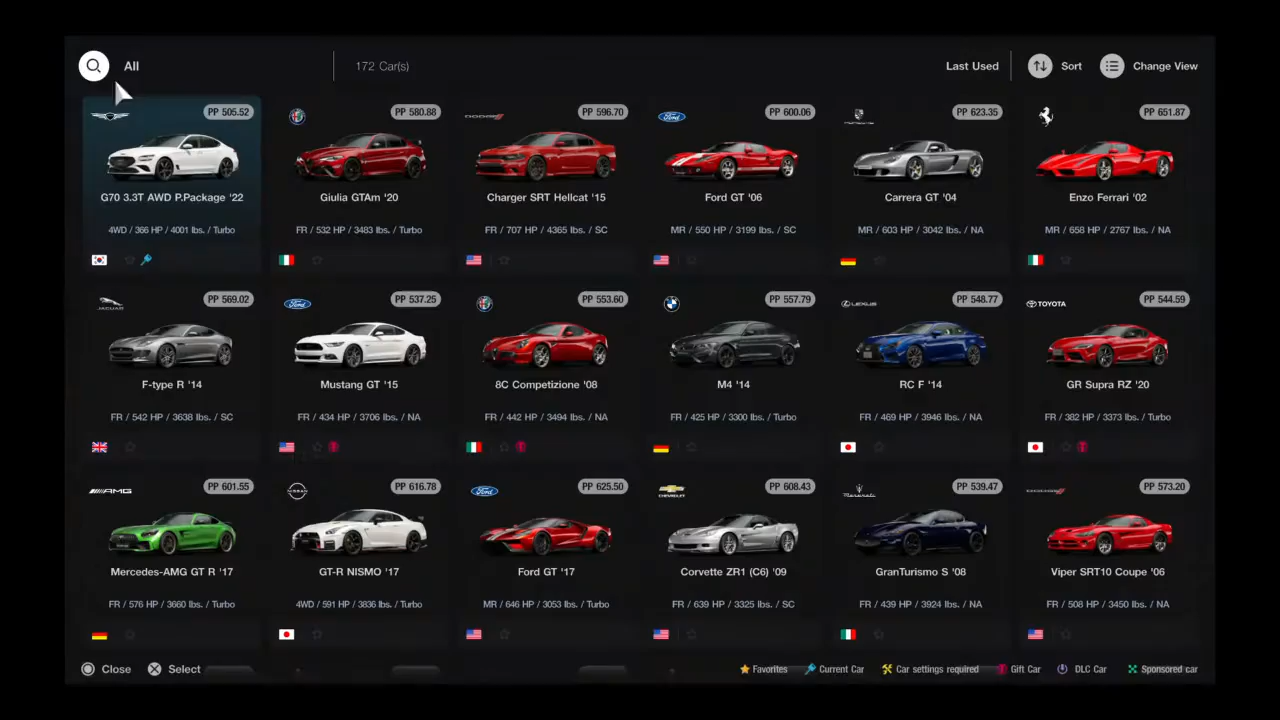 All
172 Car(s)
Last Used
Sort
Change View
PP 505.52
G70 3.3T AWD P.Package '22
4WD / 366 HP / 4001 lbs. / Turbo
PP 580.88
Giulia GTAm '20
FR / 532 HP / 3483 lbs. / Turbo
DODGE
PP 596.70
Charger SRT Hellcat '15
FR / 707 HP / 4365 lbs. / SC
Ford
PP 600.06
Ford GT '06
MR / 550 HP / 3199 lbs. / SC
PP 623.35
Carrera GT '04
MR / 603 HP / 3042 lbs. / NA
PP 651.87
Enzo Ferrari '02
MR / 658 HP / 2767 lbs. / NA
JAGUAR
PP 569.02
F-type R '14
FR / 542 HP / 3638 lbs. / SC
Ford
PP 537.25
Mustang GT '15
FR / 434 HP / 3706 lbs. / NA
PP 553.60
8C Competizione '08
FR / 442 HP / 3494 lbs. / NA
PP 557.79
M4 '14
FR / 425 HP / 3300 lbs. / Turbo
LEXUS
PP 548.77
RC F '14
FR / 469 HP / 3946 lbs. / NA
TOYOTA
PP 544.59
GR Supra RZ '20
FR / 382 HP / 3373 lbs. / Turbo
AMG
PP 601.55
Mercedes-AMG GT R '17
FR / 576 HP / 3660 lbs. / Turbo
NISSAN
PP 616.78
GT-R NISMO '17
4WD / 591 HP / 3836 lbs. / Turbo
Ford
PP 625.50
Ford GT '17
MR / 646 HP / 3053 lbs. / Turbo
CHEVROLET
PP 608.43
Corvette ZR1 (C6) '09
FR / 639 HP / 3325 lbs. / SC
Maserati
PP 539.47
GranTurismo S '08
FR / 439 HP / 3924 lbs. / NA
DODGE
PP 573.20
Viper SRT10 Coupe '06
FR / 508 HP / 3450 lbs. / NA
Close
Select
Favorites
Current Car
Car settings required
Gift Car
DLC Car
Sponsored car